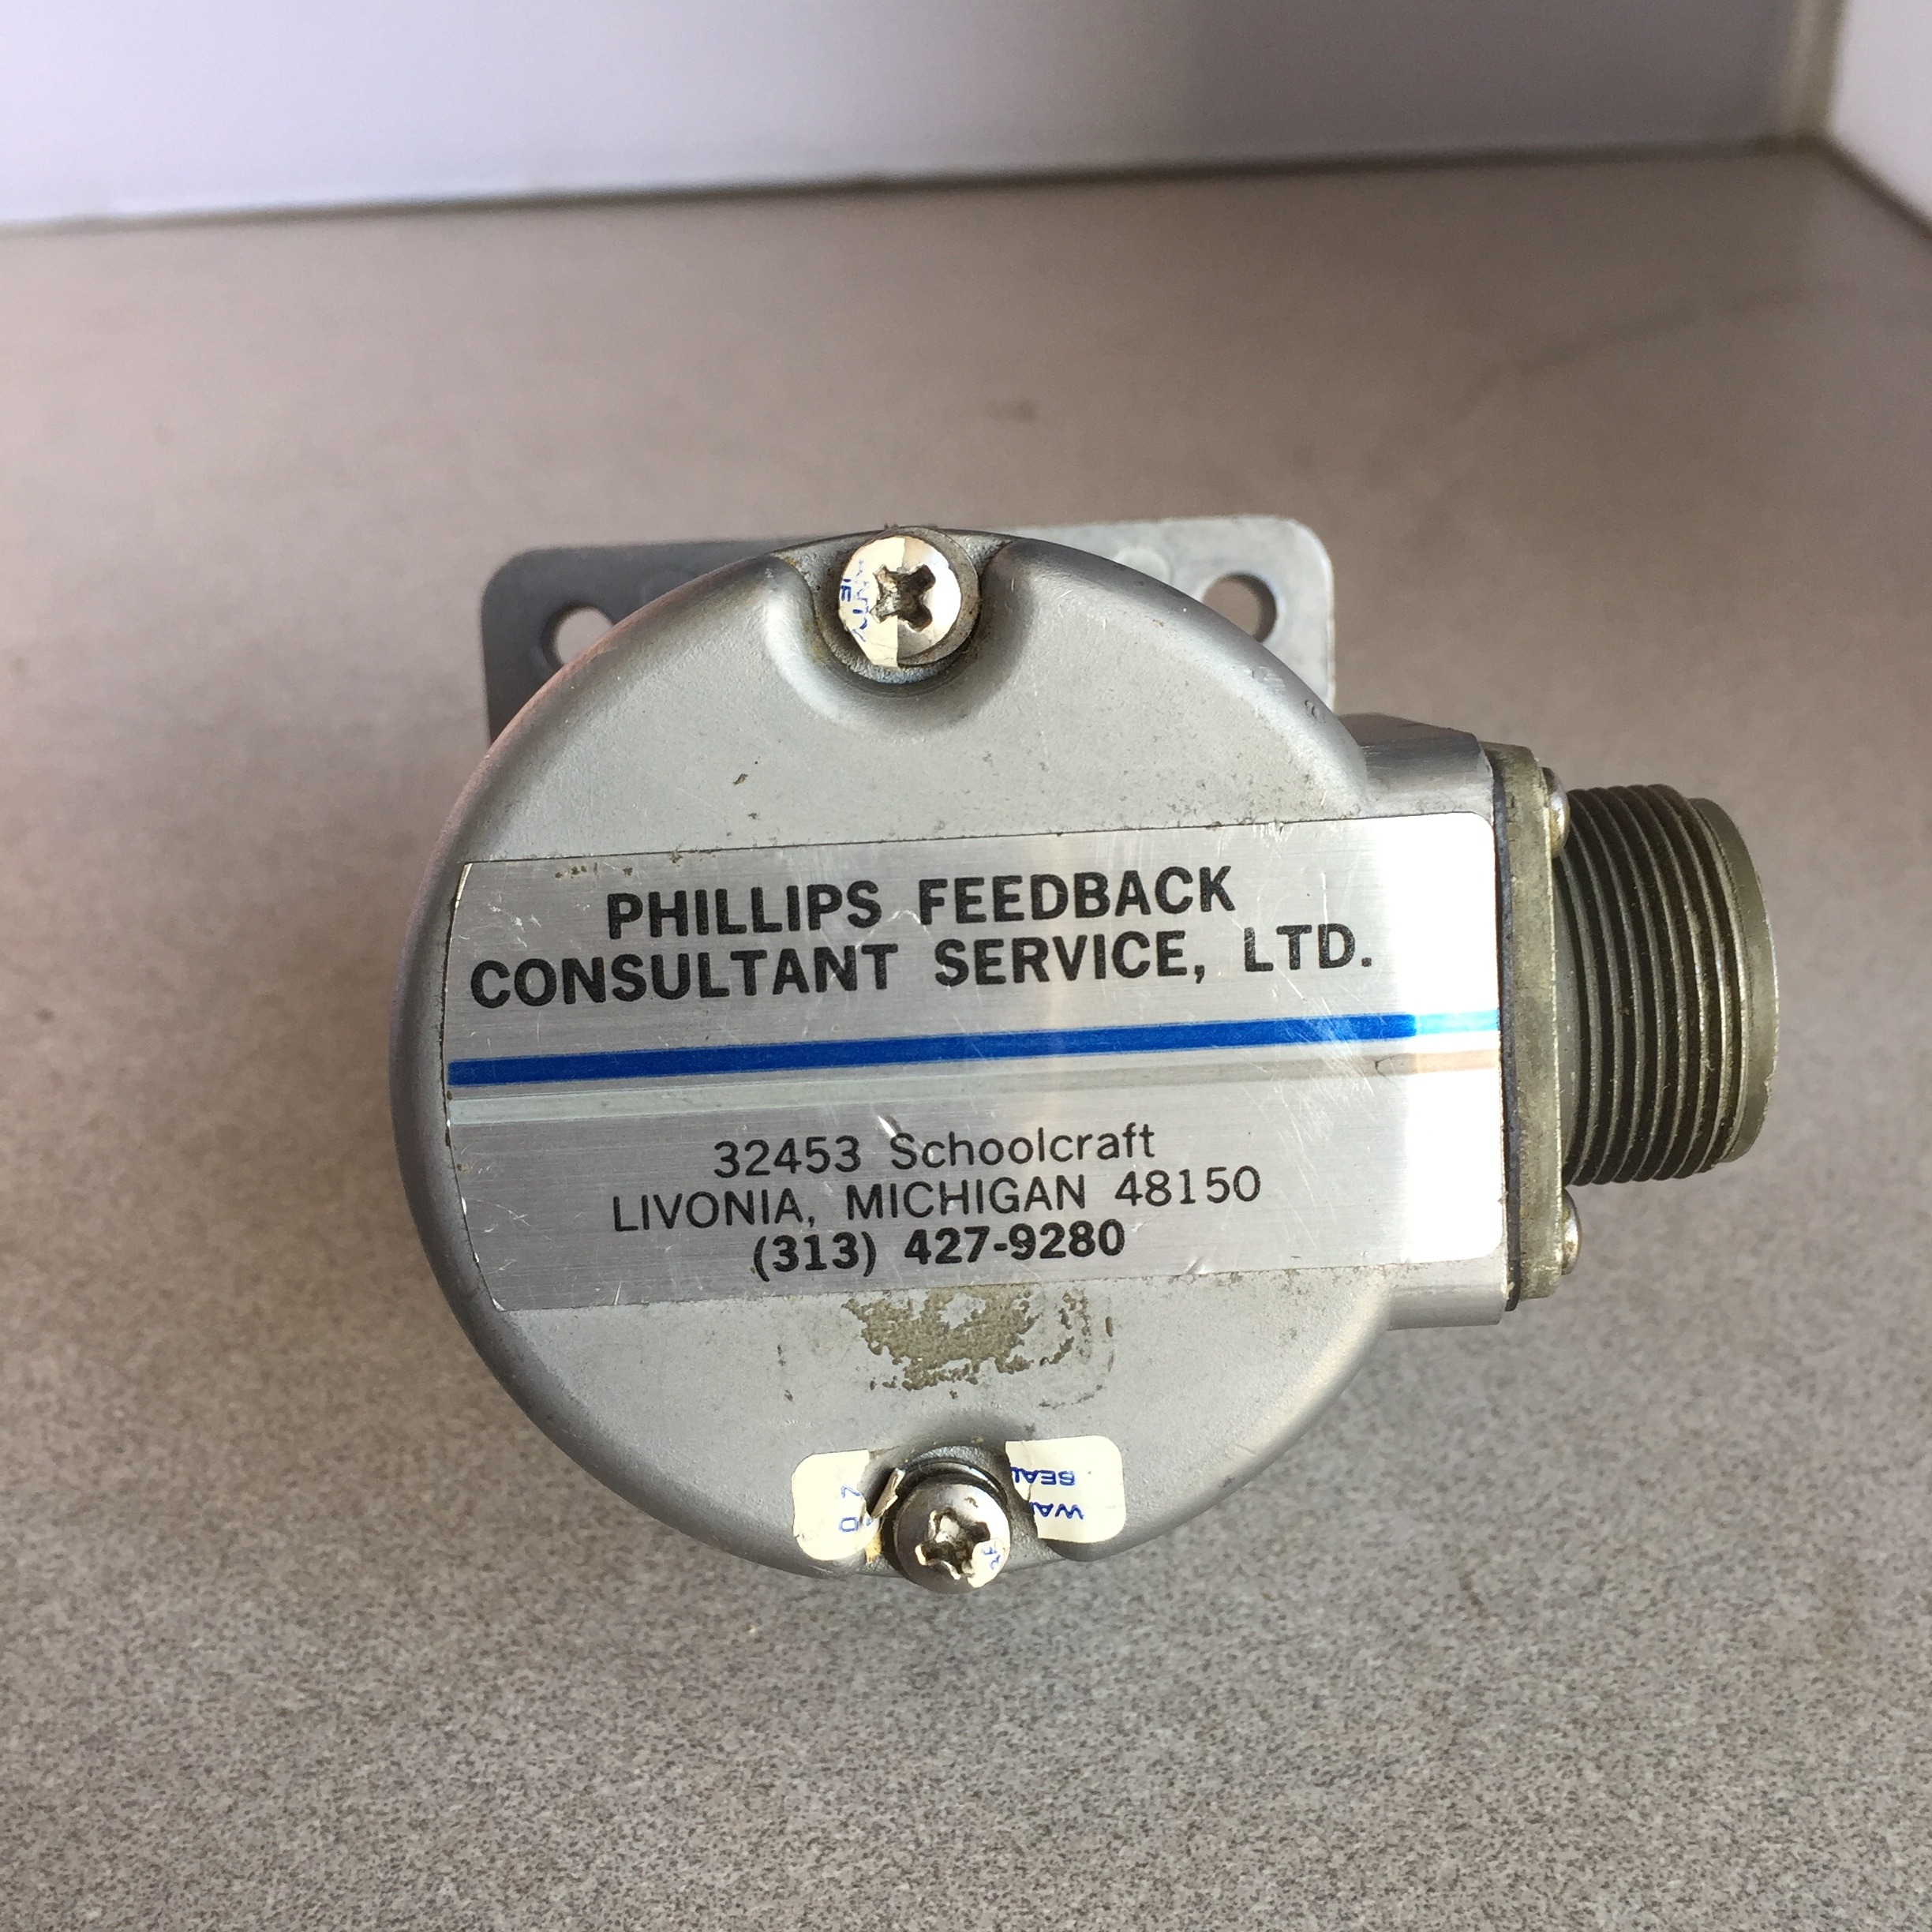 PHILLIPS FEEDBACK
CONSULTANT SERVICE, LTD.
32453 Schoolcraft
LIVONIA, MICHIGAN 48150
(313) 427-9280